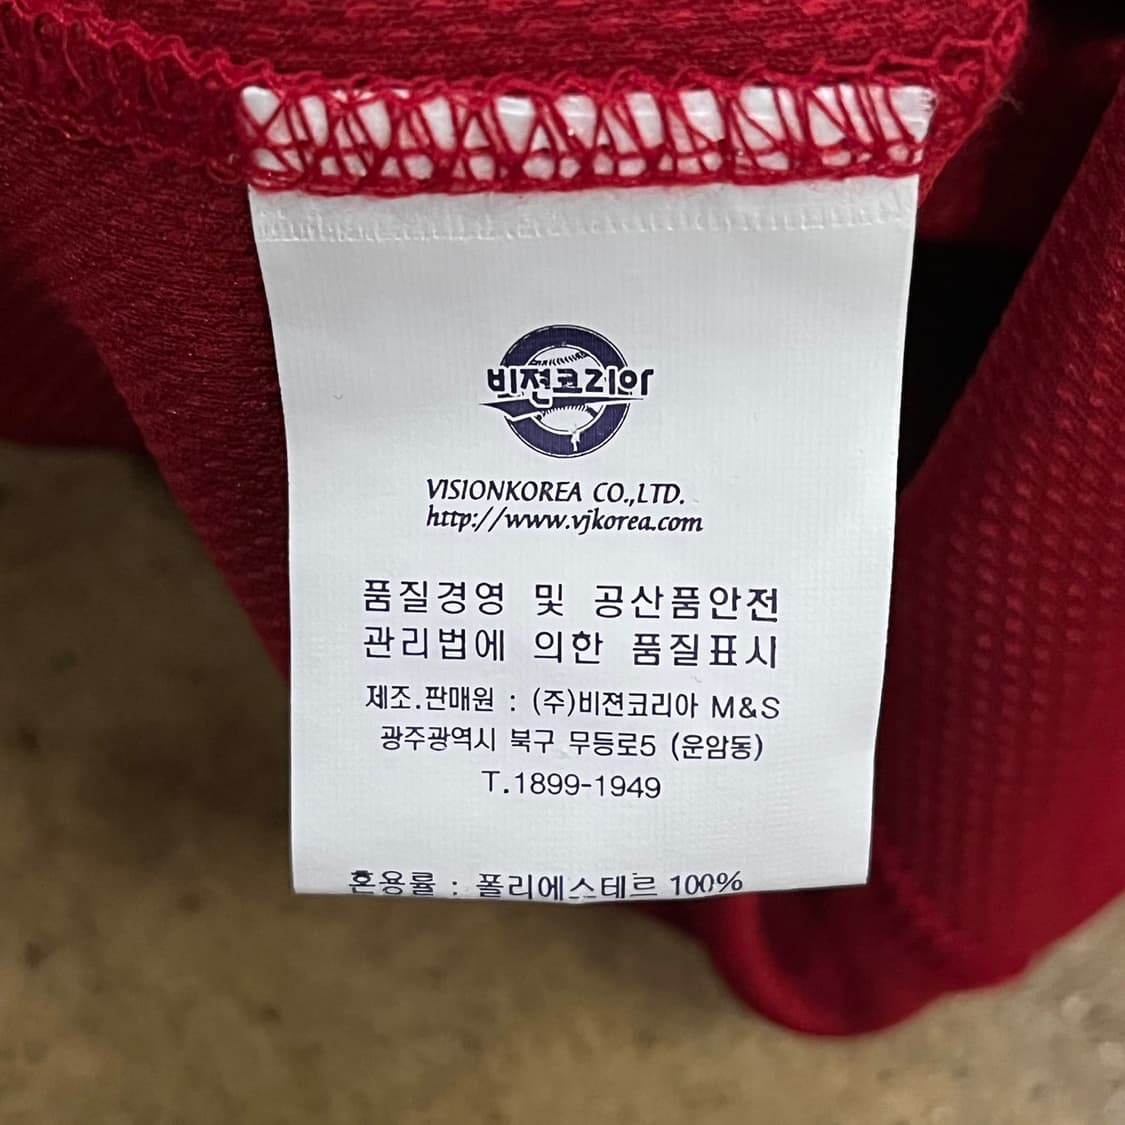 비젼코리아
VISIONKOREA CO.,LTD.
http://www.vjkorea.com
품질경영 및 공산품안전
관리법에 의한 품질표시
제조.판매원 : (주)비젼코리아 M&S
광주광역시 북구 무등로5 (운암동)
T.1899-1949
혼용률 : 폴리에스테르 100%